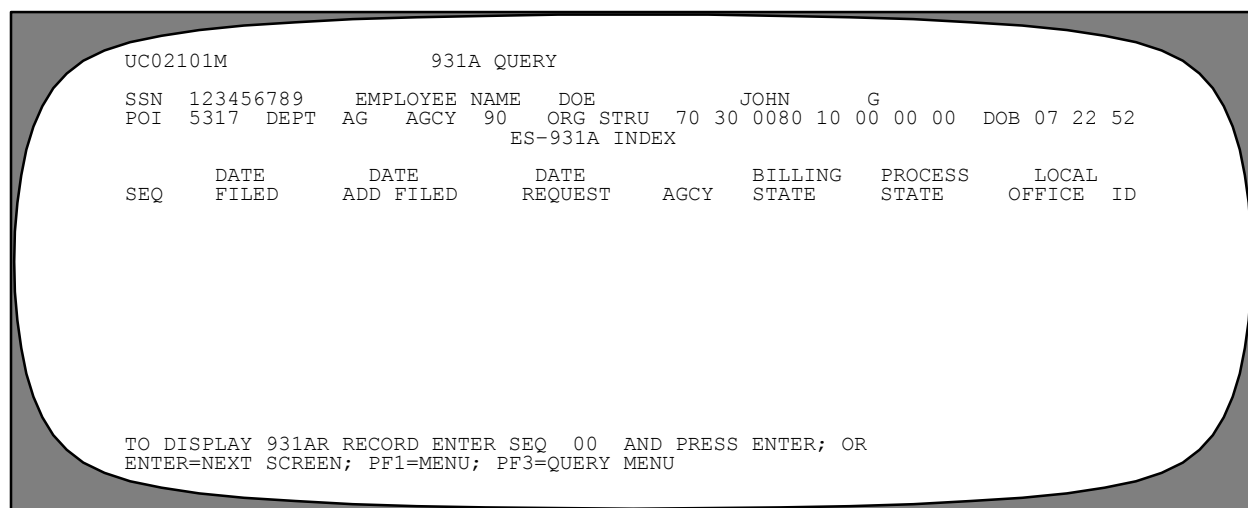 UC02101M 931A QUERY
SSN 123456789 EMPLOYEE NAME DOE JOHN G
POI 5317 DEPT AG AGCY 90 ORG STRU 70 30 0080 10 00 00 00 DOB 07 22 52
ES-931A INDEX
DATE DATE DATE BILLING PROCESS LOCAL
SEQ FILED ADD FILED REQUEST AGCY STATE STATE OFFICE ID
TO DISPLAY 931AR RECORD ENTER SEQ 00 AND PRESS ENTER; OR
ENTER=NEXT SCREEN; PF1=MENU; PF3=QUERY MENU